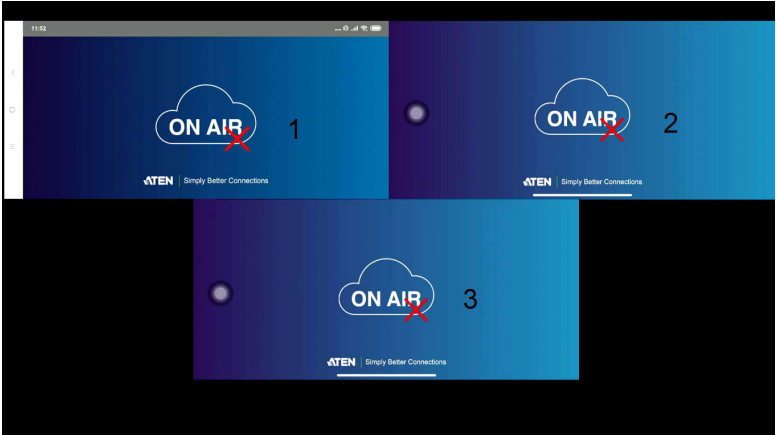 11:52
ON AIR
1
ATEN Simply Better Connections
ON AIR
2
ATEN Simply Better Connections
ON AIR
3
ATEN Simply Better Connections